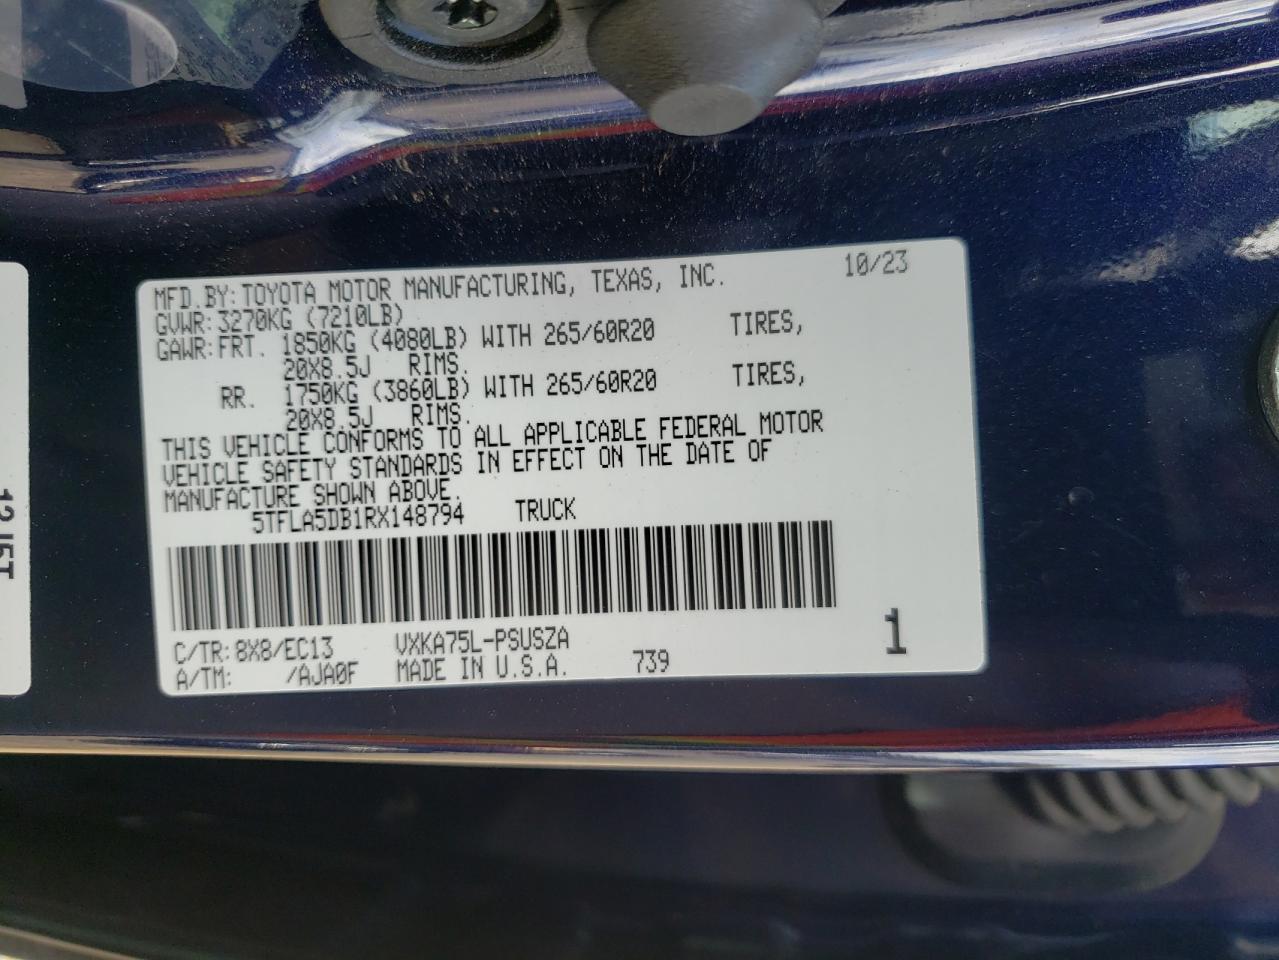 MFD.BY: TOYOTA MOTOR MANUFACTURING, TEXAS, INC. 10/23
GVWR: 3270KG (7210LB)
GAWR: FRT. 1850KG (4080LB) WITH 265/60R20 TIRES,
20X8.5J RIMS.
RR. 1750KG (3860LB) WITH 265/60R20 TIRES,
20X8.5J RIMS.
THIS VEHICLE CONFORMS TO ALL APPLICABLE FEDERAL MOTOR
VEHICLE SAFETY STANDARDS IN EFFECT ON THE DATE OF
MANUFACTURE SHOWN ABOVE.
5TFLA5DB1RX148794 TRUCK
C/TR: 8X8/EC13 VXKA75L-PSUSZA 1
A/TM: /AJA0F MADE IN U.S.A. 739